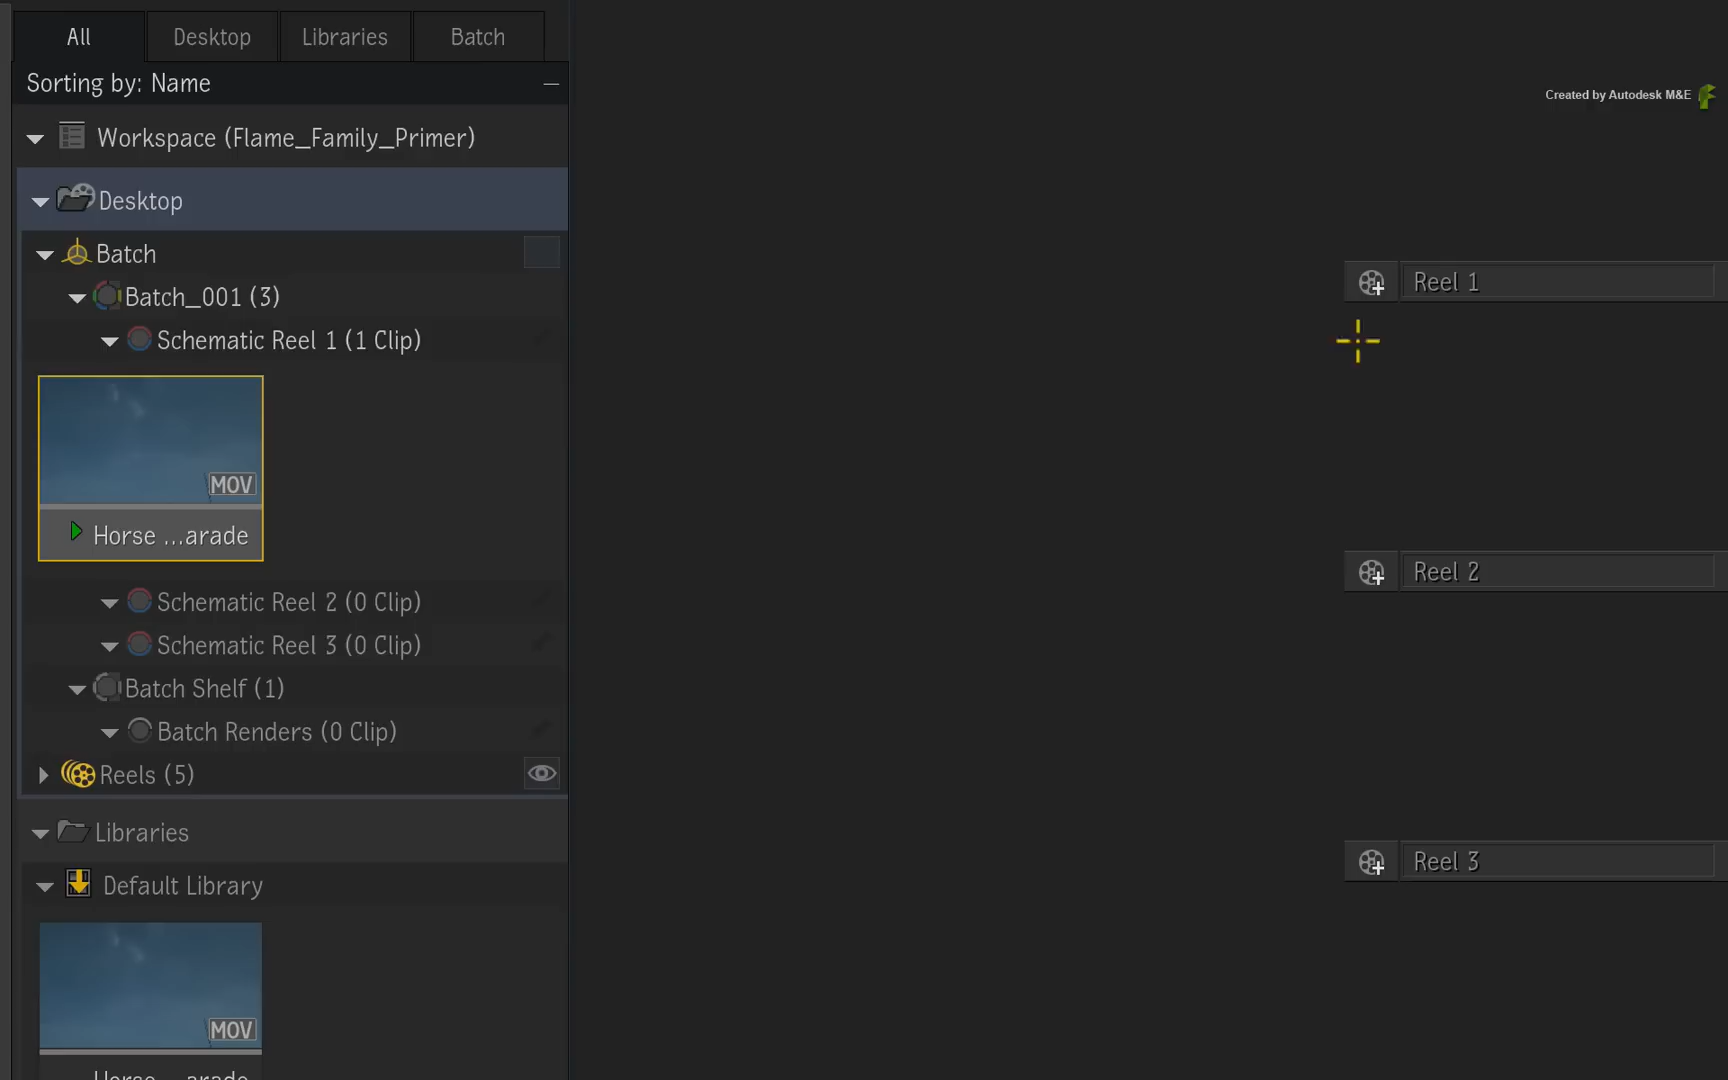 All
Desktop
Libraries
Batch
Sorting by: Name
Created by Autodesk M&E
Workspace (Flame_Family_Primer)
Desktop
Batch
Batch_001 (3)
Schematic Reel 1 (1 Clip)
MOV
Horse ...arade
Schematic Reel 2 (0 Clip)
Schematic Reel 3 (0 Clip)
Batch Shelf (1)
Batch Renders (0 Clip)
Reels (5)
Libraries
Default Library
MOV
Horse ...arade
Reel 1
Reel 2
Reel 3